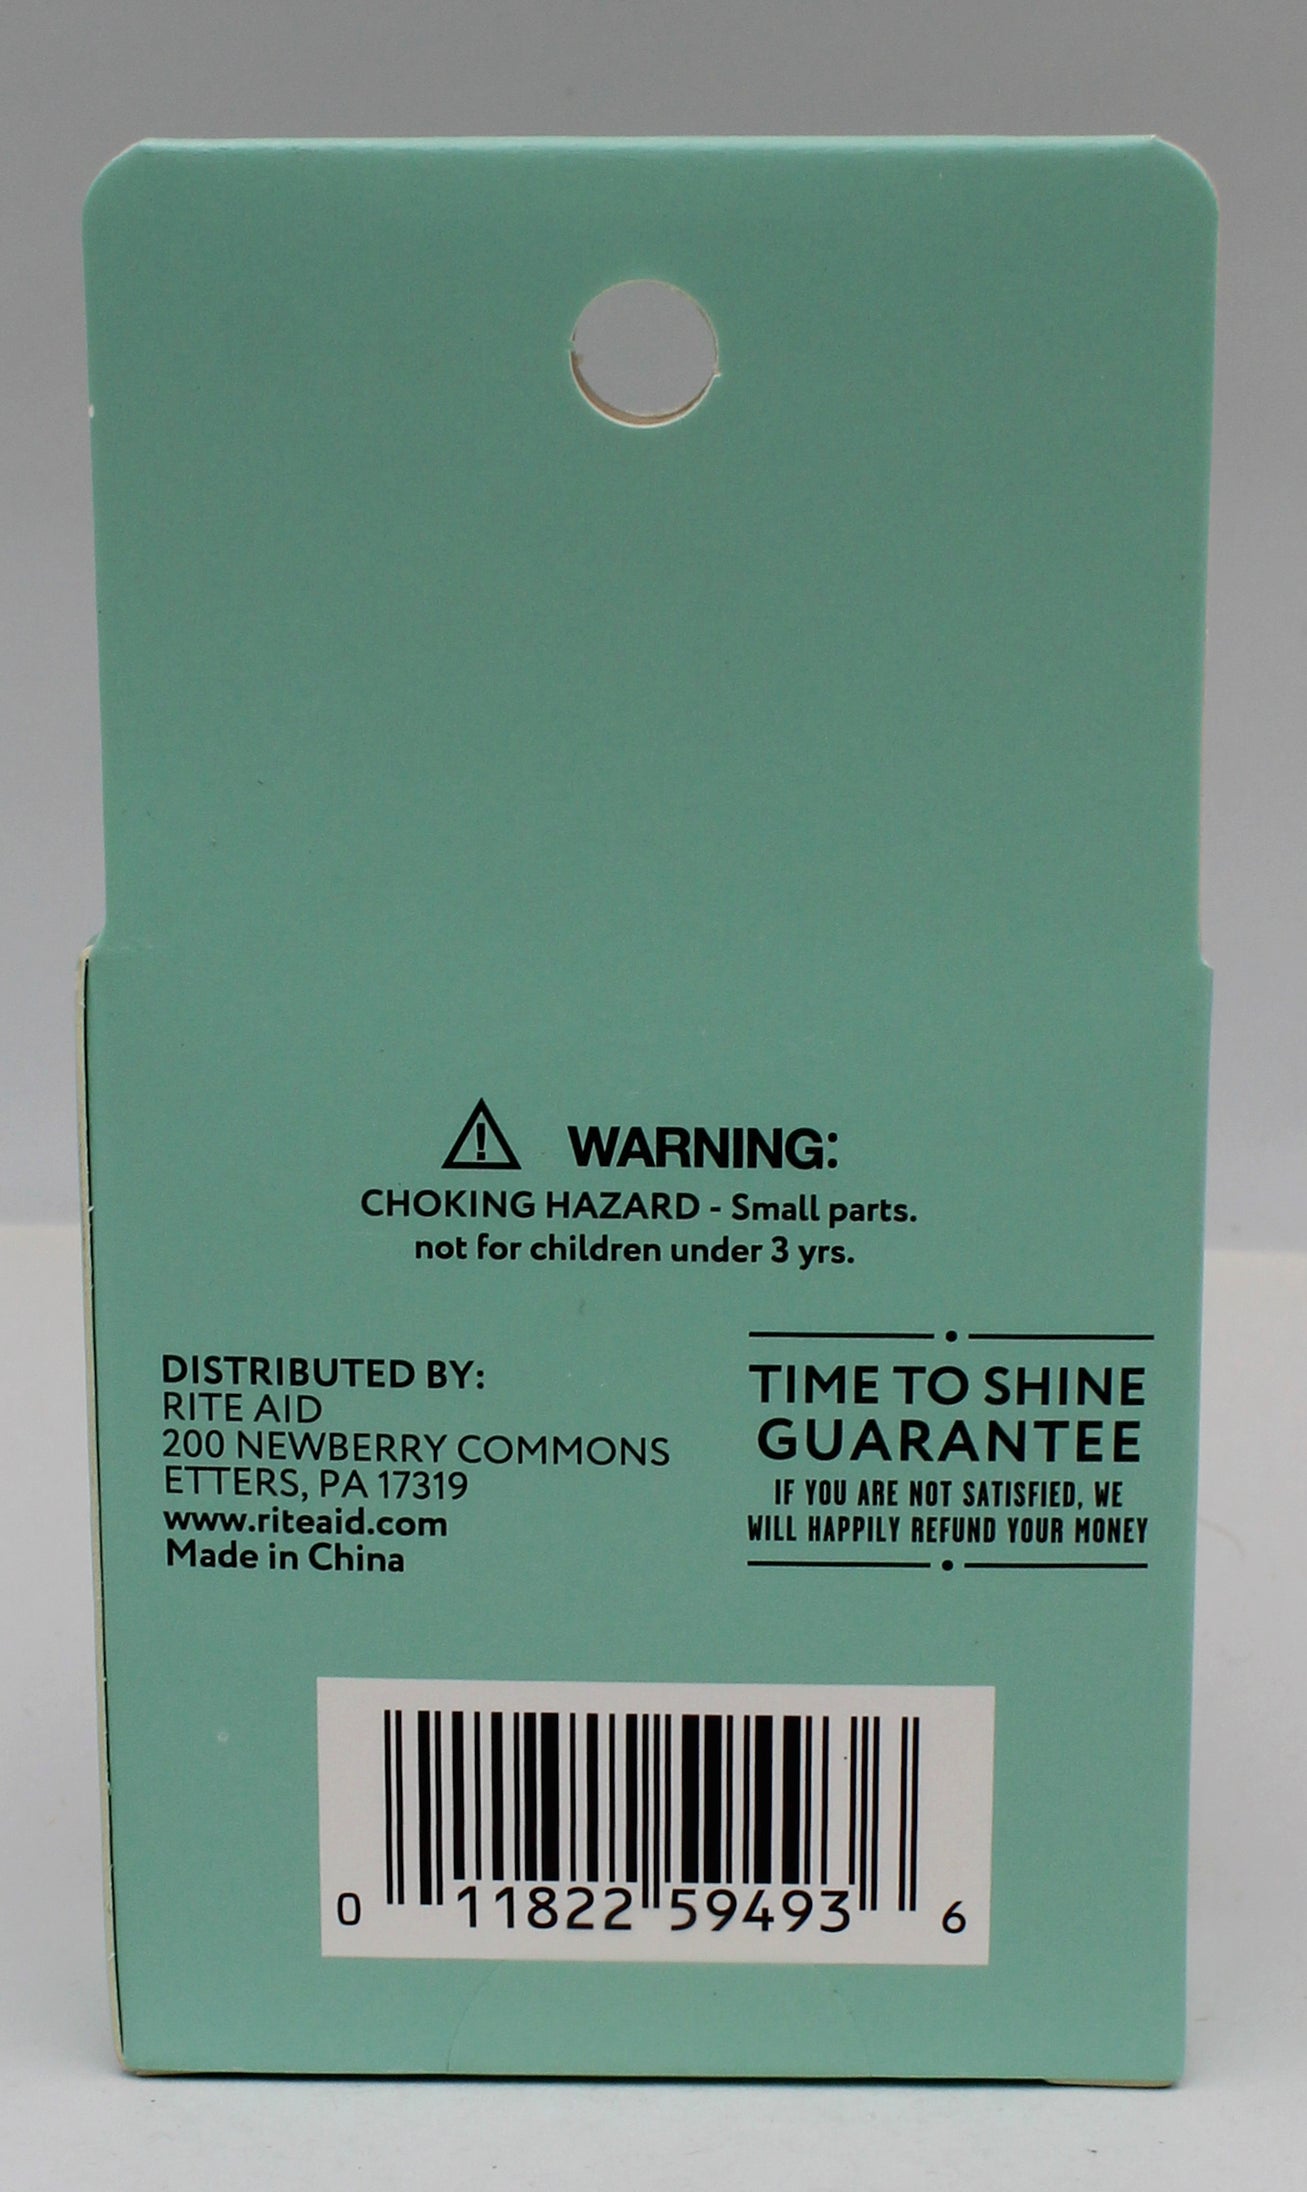 WARNING:
CHOKING HAZARD - Small parts.
not for children under 3 yrs.
DISTRIBUTED BY:
RITE AID
200 NEWBERRY COMMONS
ETTERS, PA 17319
www.riteaid.com
Made in China
TIME TO SHINE
GUARANTEE
IF YOU ARE NOT SATISFIED, WE
WILL HAPPILY REFUND YOUR MONEY
0 11822 59493 6